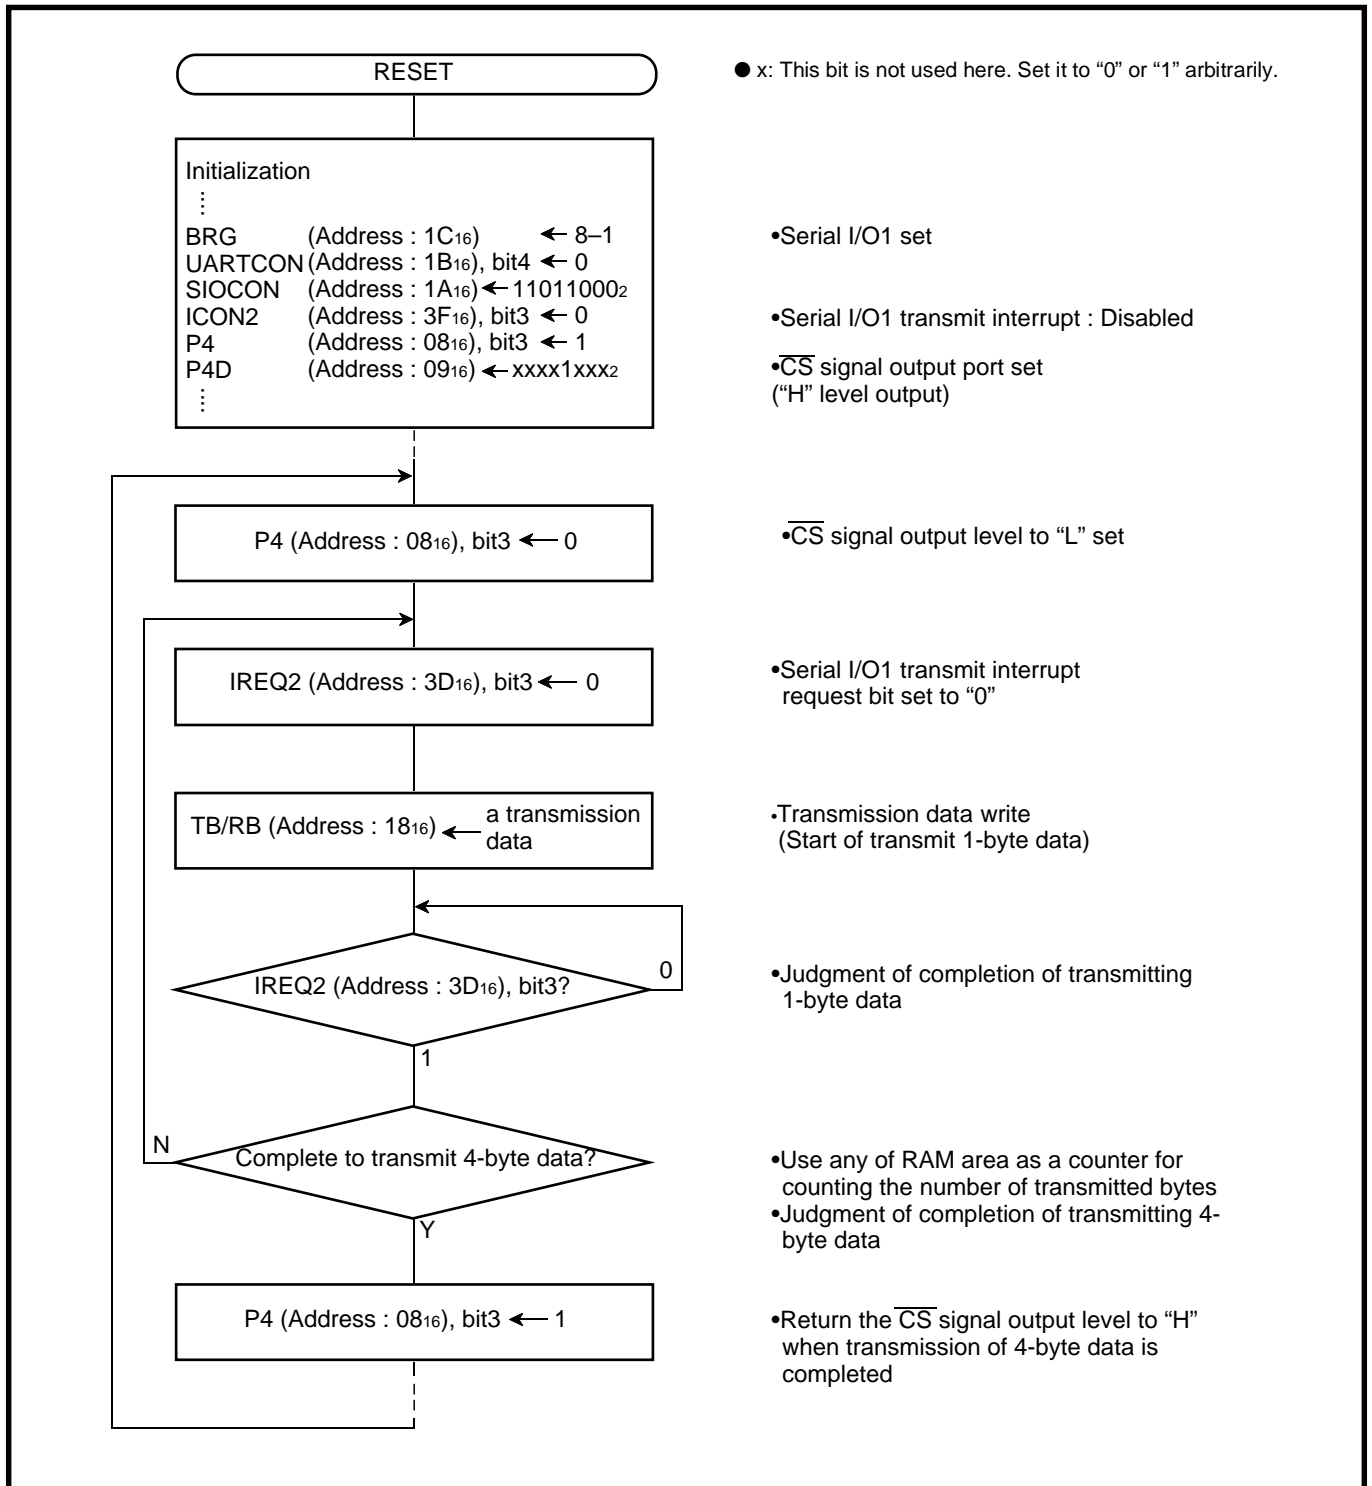 RESET
● x: This bit is not used here. Set it to “0” or “1” arbitrarily.
Initialization
BRG (Address : 1C16) ← 8–1
UARTCON (Address : 1B16), bit4 ← 0
SIOCON (Address : 1A16) ← 110110002
ICON2 (Address : 3F16), bit3 ← 0
P4 (Address : 0816), bit3 ← 1
P4D (Address : 0916) ← xxxx1xxx2
•Serial I/O1 set
•Serial I/O1 transmit interrupt : Disabled
•C̅S̅ signal output port set
(“H” level output)
P4 (Address : 0816), bit3 ← 0
•C̅S̅ signal output level to “L” set
IREQ2 (Address : 3D16), bit3 ← 0
•Serial I/O1 transmit interrupt
request bit set to “0”
TB/RB (Address : 1816) ← a transmission
data
•Transmission data write
(Start of transmit 1-byte data)
IREQ2 (Address : 3D16), bit3?
0
1
•Judgment of completion of transmitting
1-byte data
N
Complete to transmit 4-byte data?
Y
•Use any of RAM area as a counter for
counting the number of transmitted bytes
•Judgment of completion of transmitting 4-
byte data
P4 (Address : 0816), bit3 ← 1
•Return the C̅S̅ signal output level to “H”
when transmission of 4-byte data is
completed